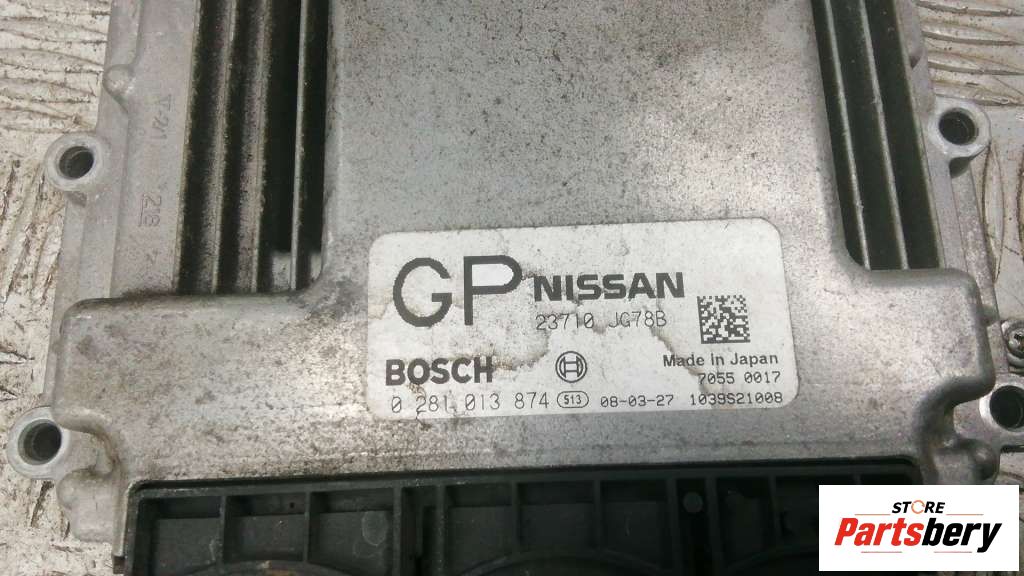 GP NISSAN
23710 JG78B
Made in Japan
BOSCH
7055 0017
0 281 013 874 513 08-03-27 1039S21008
28
STORE
Partsbery